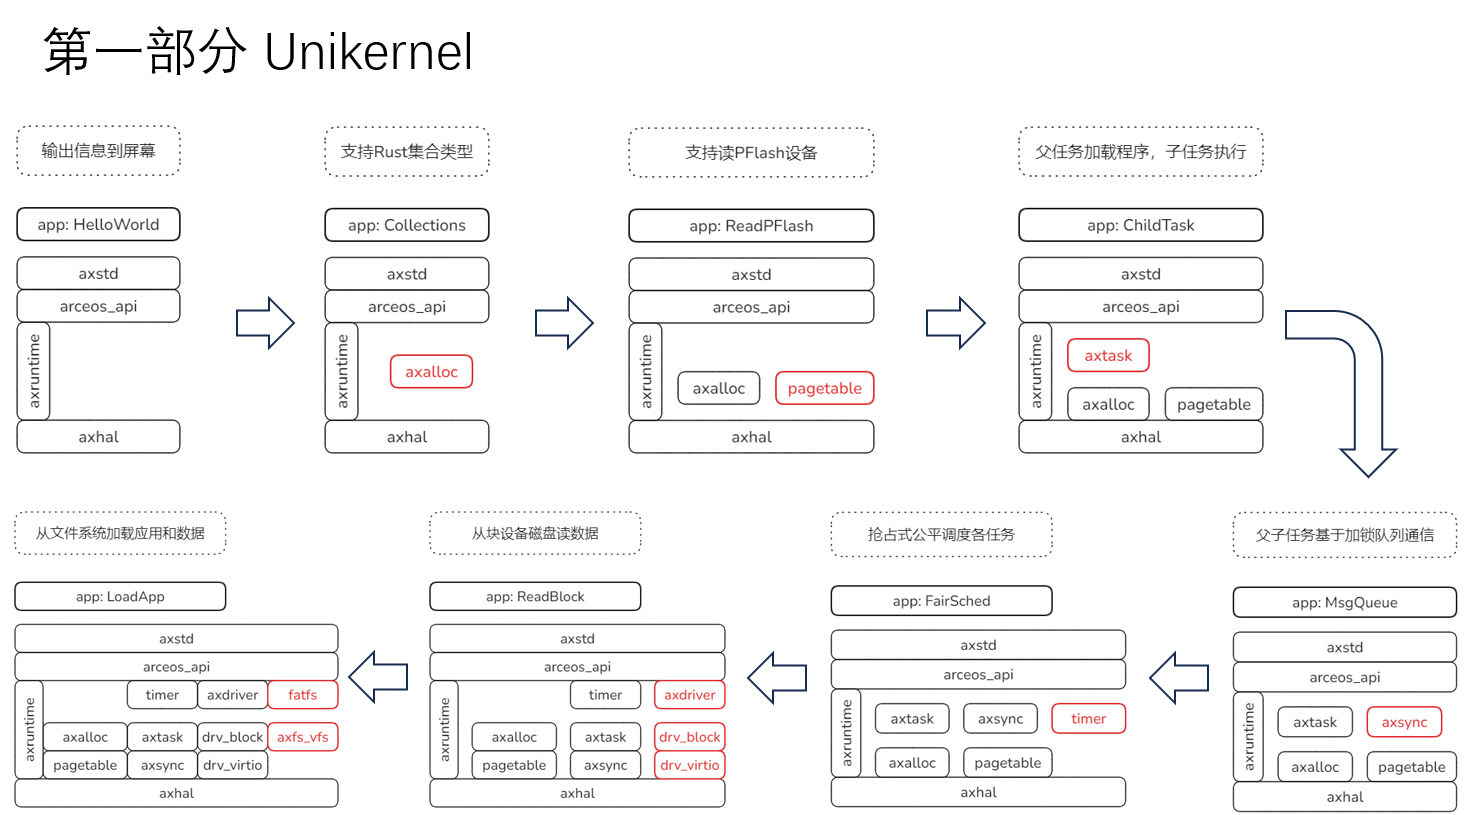 第一部分 Unikernel
输出信息到屏幕
app: HelloWorld
axstd
arceos_api
axruntime
axhal
支持Rust集合类型
app: Collections
axstd
arceos_api
axruntime
axalloc
axhal
支持读PFlash设备
app: ReadPFlash
axstd
arceos_api
axruntime
axalloc
pagetable
axhal
父任务加载程序，子任务执行
app: ChildTask
axstd
arceos_api
axruntime
axtask
axalloc
pagetable
axhal
父子任务基于加锁队列通信
app: MsgQueue
axstd
arceos_api
axruntime
axtask
axsync
axalloc
pagetable
axhal
抢占式公平调度各任务
app: FairSched
axstd
arceos_api
axruntime
axtask
axsync
timer
axalloc
pagetable
axhal
从块设备磁盘读数据
app: ReadBlock
axstd
arceos_api
axruntime
timer
axdriver
axalloc
axtask
drv_block
pagetable
axsync
drv_virtio
axhal
从文件系统加载应用和数据
app: LoadApp
axstd
arceos_api
axruntime
timer
axdriver
fatfs
axalloc
axtask
drv_block
axfs_vfs
pagetable
axsync
drv_virtio
axhal